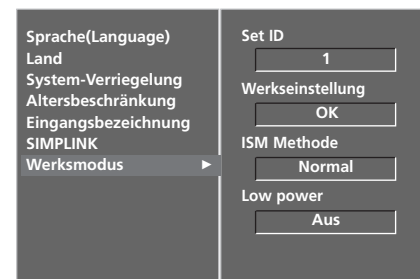 Sprache(Language)
Land
System-Verriegelung
Altersbeschränkung
Eingangsbezeichnung
SIMPLINK
Werksmodus ►
Set ID
1
Werkseinstellung
OK
ISM Methode
Normal
Low power
Aus